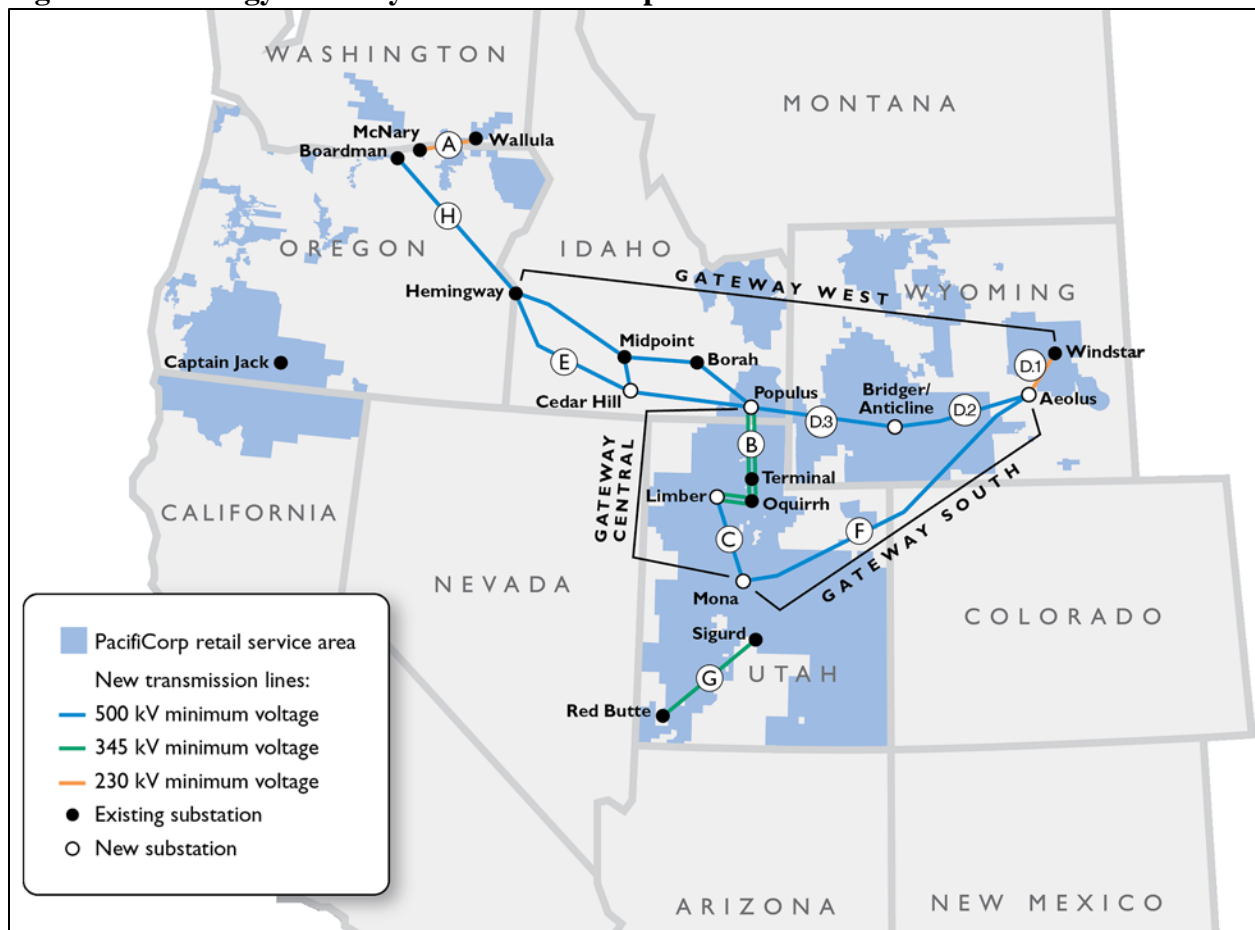 WASHINGTON
MONTANA
McNary
A
Wallula
Boardman
H
OREGON
IDAHO
GATEWAY WEST
WYOMING
Hemingway
Midpoint
Windstar
Captain Jack
E
Borah
D.1
Cedar Hill
Populus
Bridger/
Anticline
D.2
Aeolus
D.3
B
GATEWAY
CENTRAL
Terminal
Limber
Oquirrh
CALIFORNIA
C
F
GATEWAY SOUTH
NEVADA
Mona
COLORADO
Sigurd
UTAH
G
Red Butte
PacifiCorp retail service area
New transmission lines:
500 kV minimum voltage
345 kV minimum voltage
230 kV minimum voltage
Existing substation
New substation
ARIZONA
NEW MEXICO